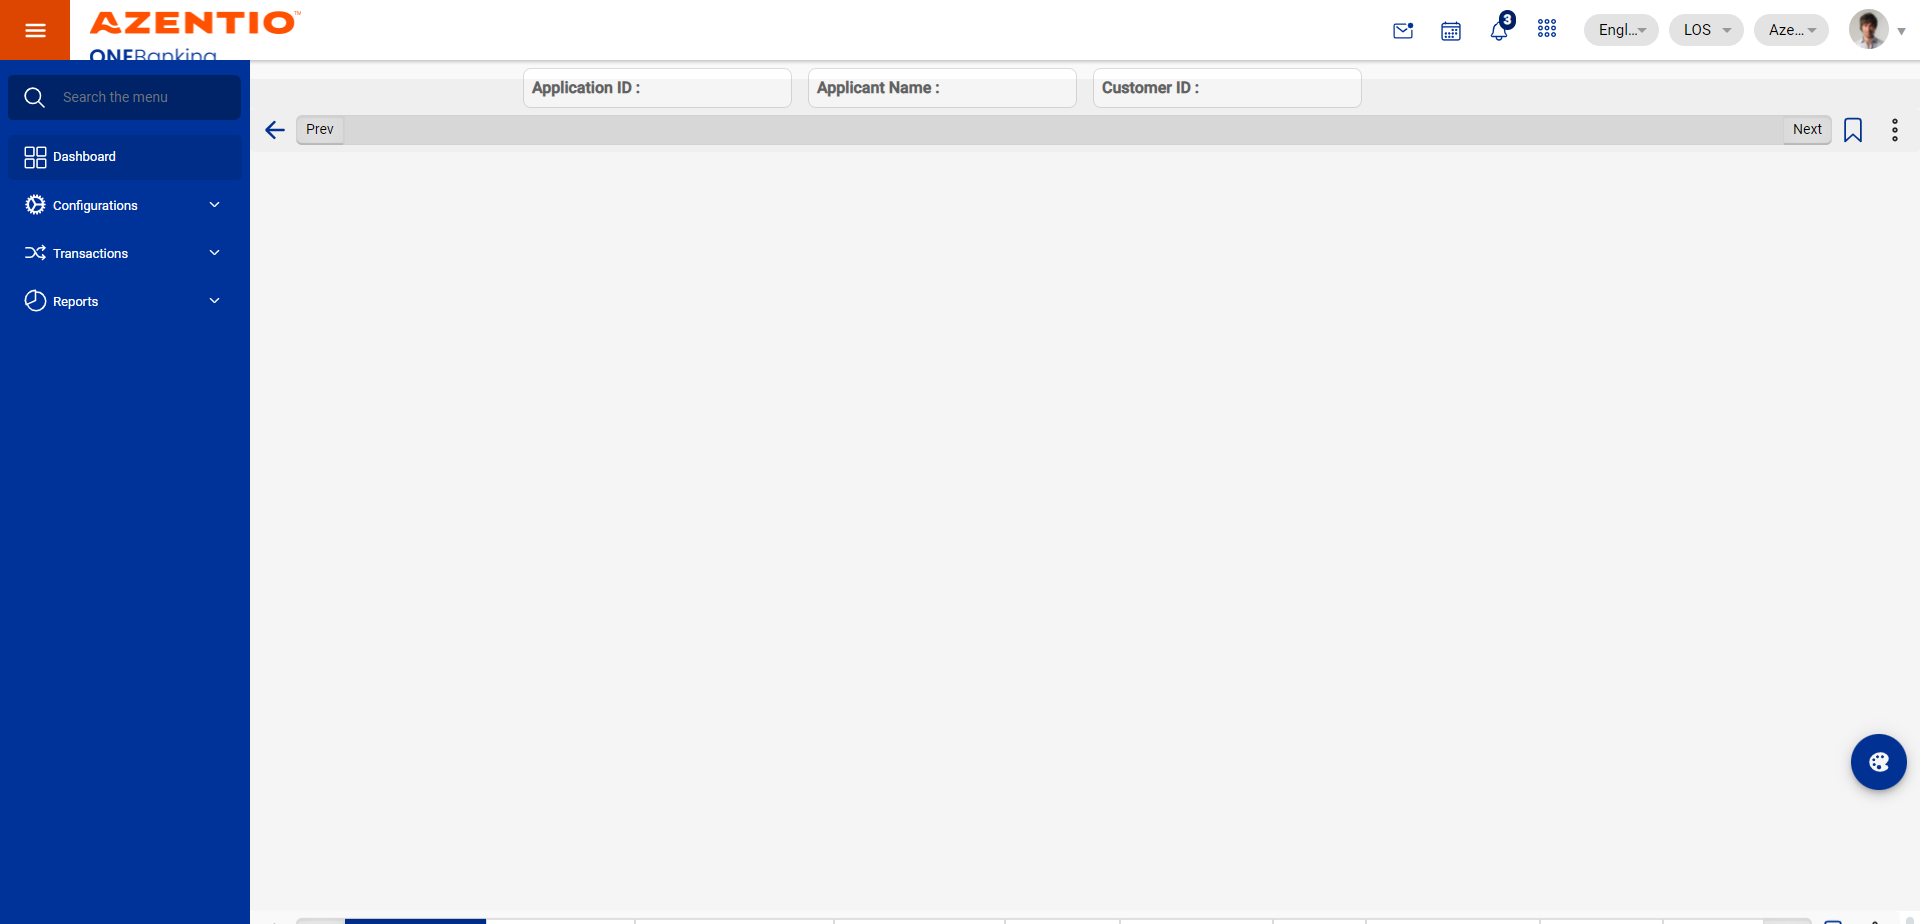 AZENTIO™
ONEBanking
3
Engl...
LOS
Aze...
Search the menu
Dashboard
Configurations
Transactions
Reports
Application ID :
Applicant Name :
Customer ID :
Prev
Next